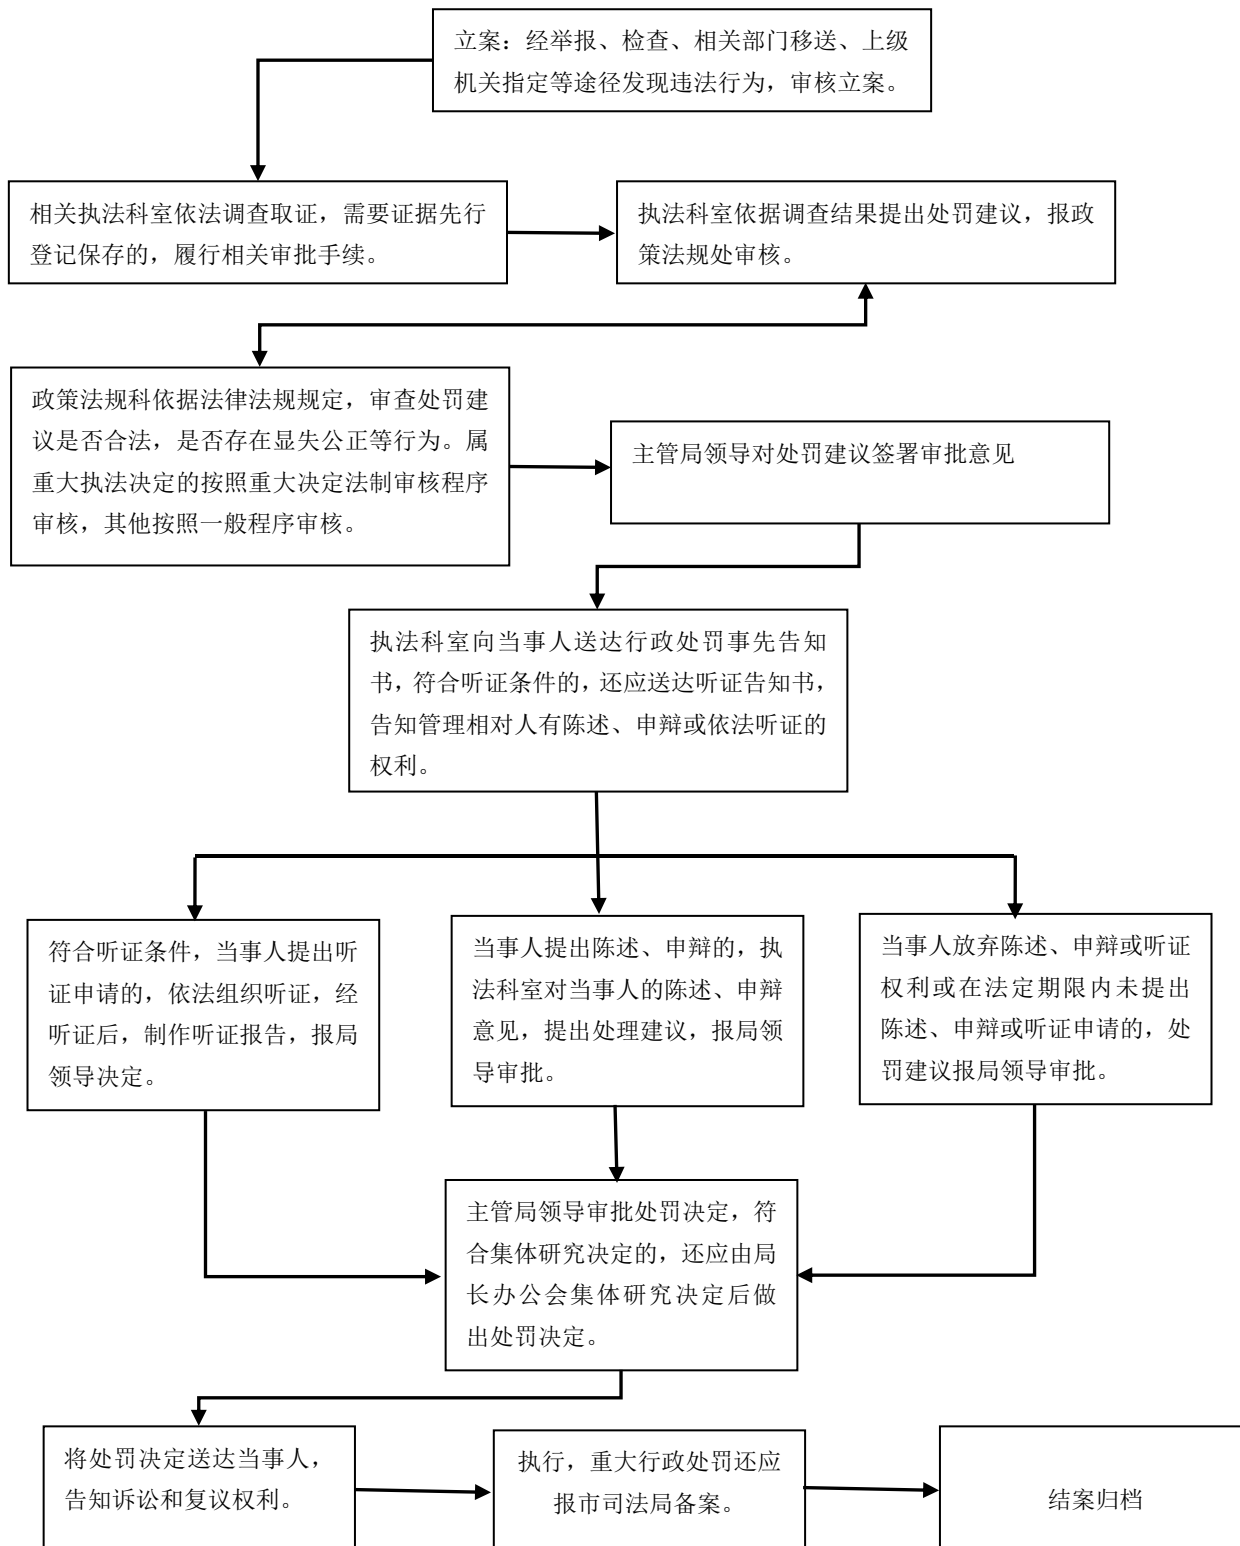 立案：经举报、检查、相关部门移送、上级
机关指定等途径发现违法行为，审核立案。
相关执法科室依法调查取证，需要证据先行
登记保存的，履行相关审批手续。
执法科室依据调查结果提出处罚建议，报政
策法规处审核。
政策法规科依据法律法规规定，审查处罚建
议是否合法，是否存在显失公正等行为。属
重大执法决定的按照重大决定法制审核程序
审核，其他按照一般程序审核。
主管局领导对处罚建议签署审批意见
执法科室向当事人送达行政处罚事先告知
书，符合听证条件的，还应送达听证告知书，
告知管理相对人有陈述、申辩或依法听证的
权利。
符合听证条件，当事人提出听
证申请的，依法组织听证，经
听证后，制作听证报告，报局
领导决定。
当事人提出陈述、申辩的，执
法科室对当事人的陈述、申辩
意见，提出处理建议，报局领
导审批。
当事人放弃陈述、申辩或听证
权利或在法定期限内未提出
陈述、申辩或听证申请的，处
罚建议报局领导审批。
主管局领导审批处罚决定，符
合集体研究决定的，还应由局
长办公会集体研究决定后做
出处罚决定。
将处罚决定送达当事人，
告知诉讼和复议权利。
执行，重大行政处罚还应
报市司法局备案。
结案归档